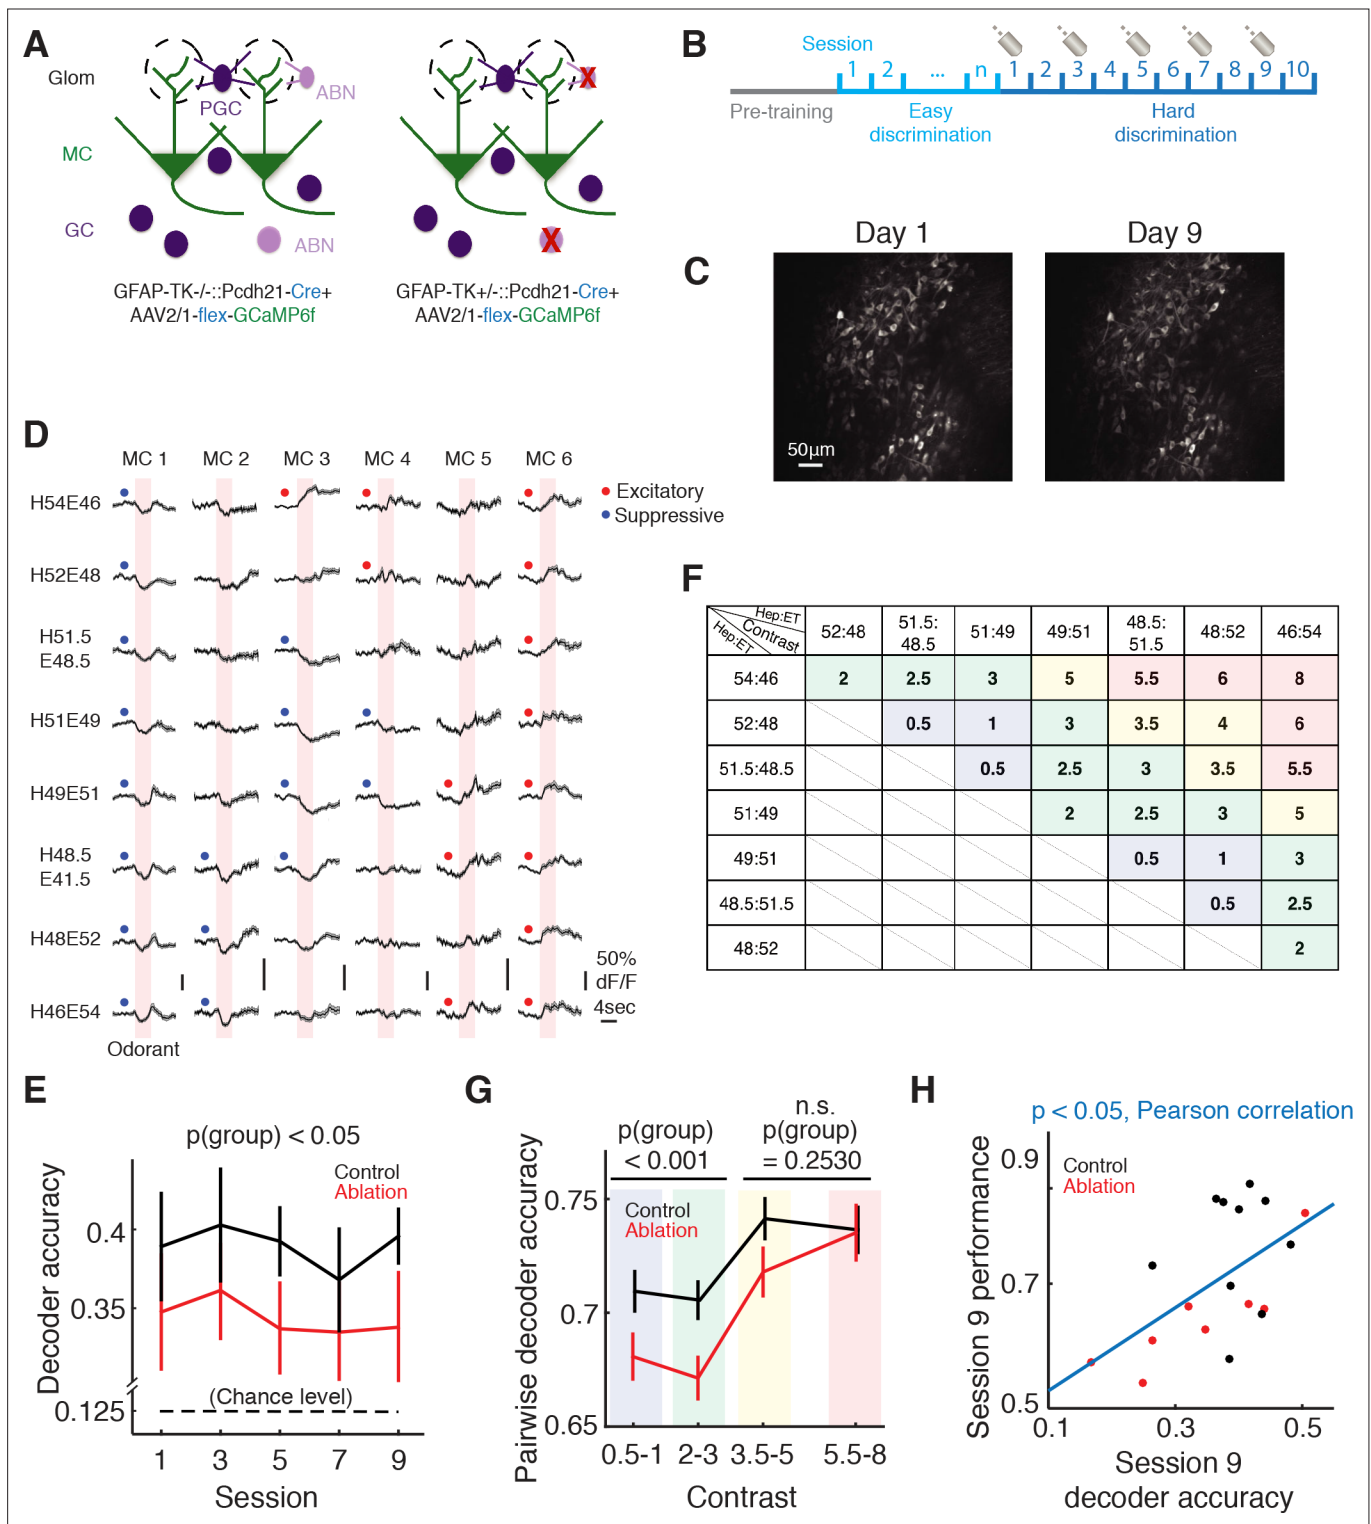 A
Glom
PGC
ABN
MC
GC
ABN
GFAP-TK-/-::Pcdh21-Cre+
AAV2/1-flex-GCaMP6f
GFAP-TK+/-::Pcdh21-Cre+
AAV2/1-flex-GCaMP6f
X
X
B
Session
1 2 ... n 1 2 3 4 5 6 7 8 9 10
Pre-training
Easy
discrimination
Hard
discrimination
C
Day 1
Day 9
50µm
D
MC 1 MC 2 MC 3 MC 4 MC 5 MC 6
Excitatory
Suppressive
H54E46
H52E48
H51.5
E48.5
H51E49
H49E51
H48.5
E41.5
H48E52
H46E54
50%
dF/F
4sec
Odorant
F
Hep:ET
Contrast
Hep:ET
52:48 51.5:48.5 51:49 49:51 48.5:51.5 48:52 46:54
54:46 2 2.5 3 5 5.5 6 8
52:48 0.5 1 3 3.5 4 6
51.5:48.5 0.5 2.5 3 3.5 5.5
51:49 2 2.5 3 5
49:51 0.5 1 3
48.5:51.5 0.5 2.5
48:52 2
E
p(group) < 0.05
Control
Ablation
Decoder accuracy
0.4
0.35
0.125
(Chance level)
1 3 5 7 9
Session
G
p(group)
< 0.001
n.s.
p(group)
= 0.2530
Control
Ablation
Pairwise decoder accuracy
0.75
0.7
0.65
0.5-1 2-3 3.5-5 5.5-8
Contrast
H
p < 0.05, Pearson correlation
Control
Ablation
Session 9 performance
0.9
0.7
0.5
0.1 0.3 0.5
Session 9
decoder accuracy